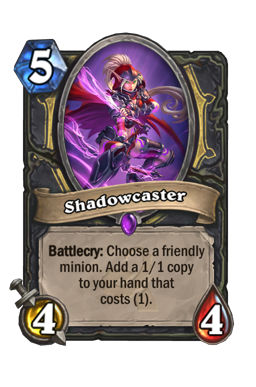 5
Shadowcaster
Battlecry: Choose a friendly
minion. Add a 1/1 copy
to your hand that
costs (1).
4 4